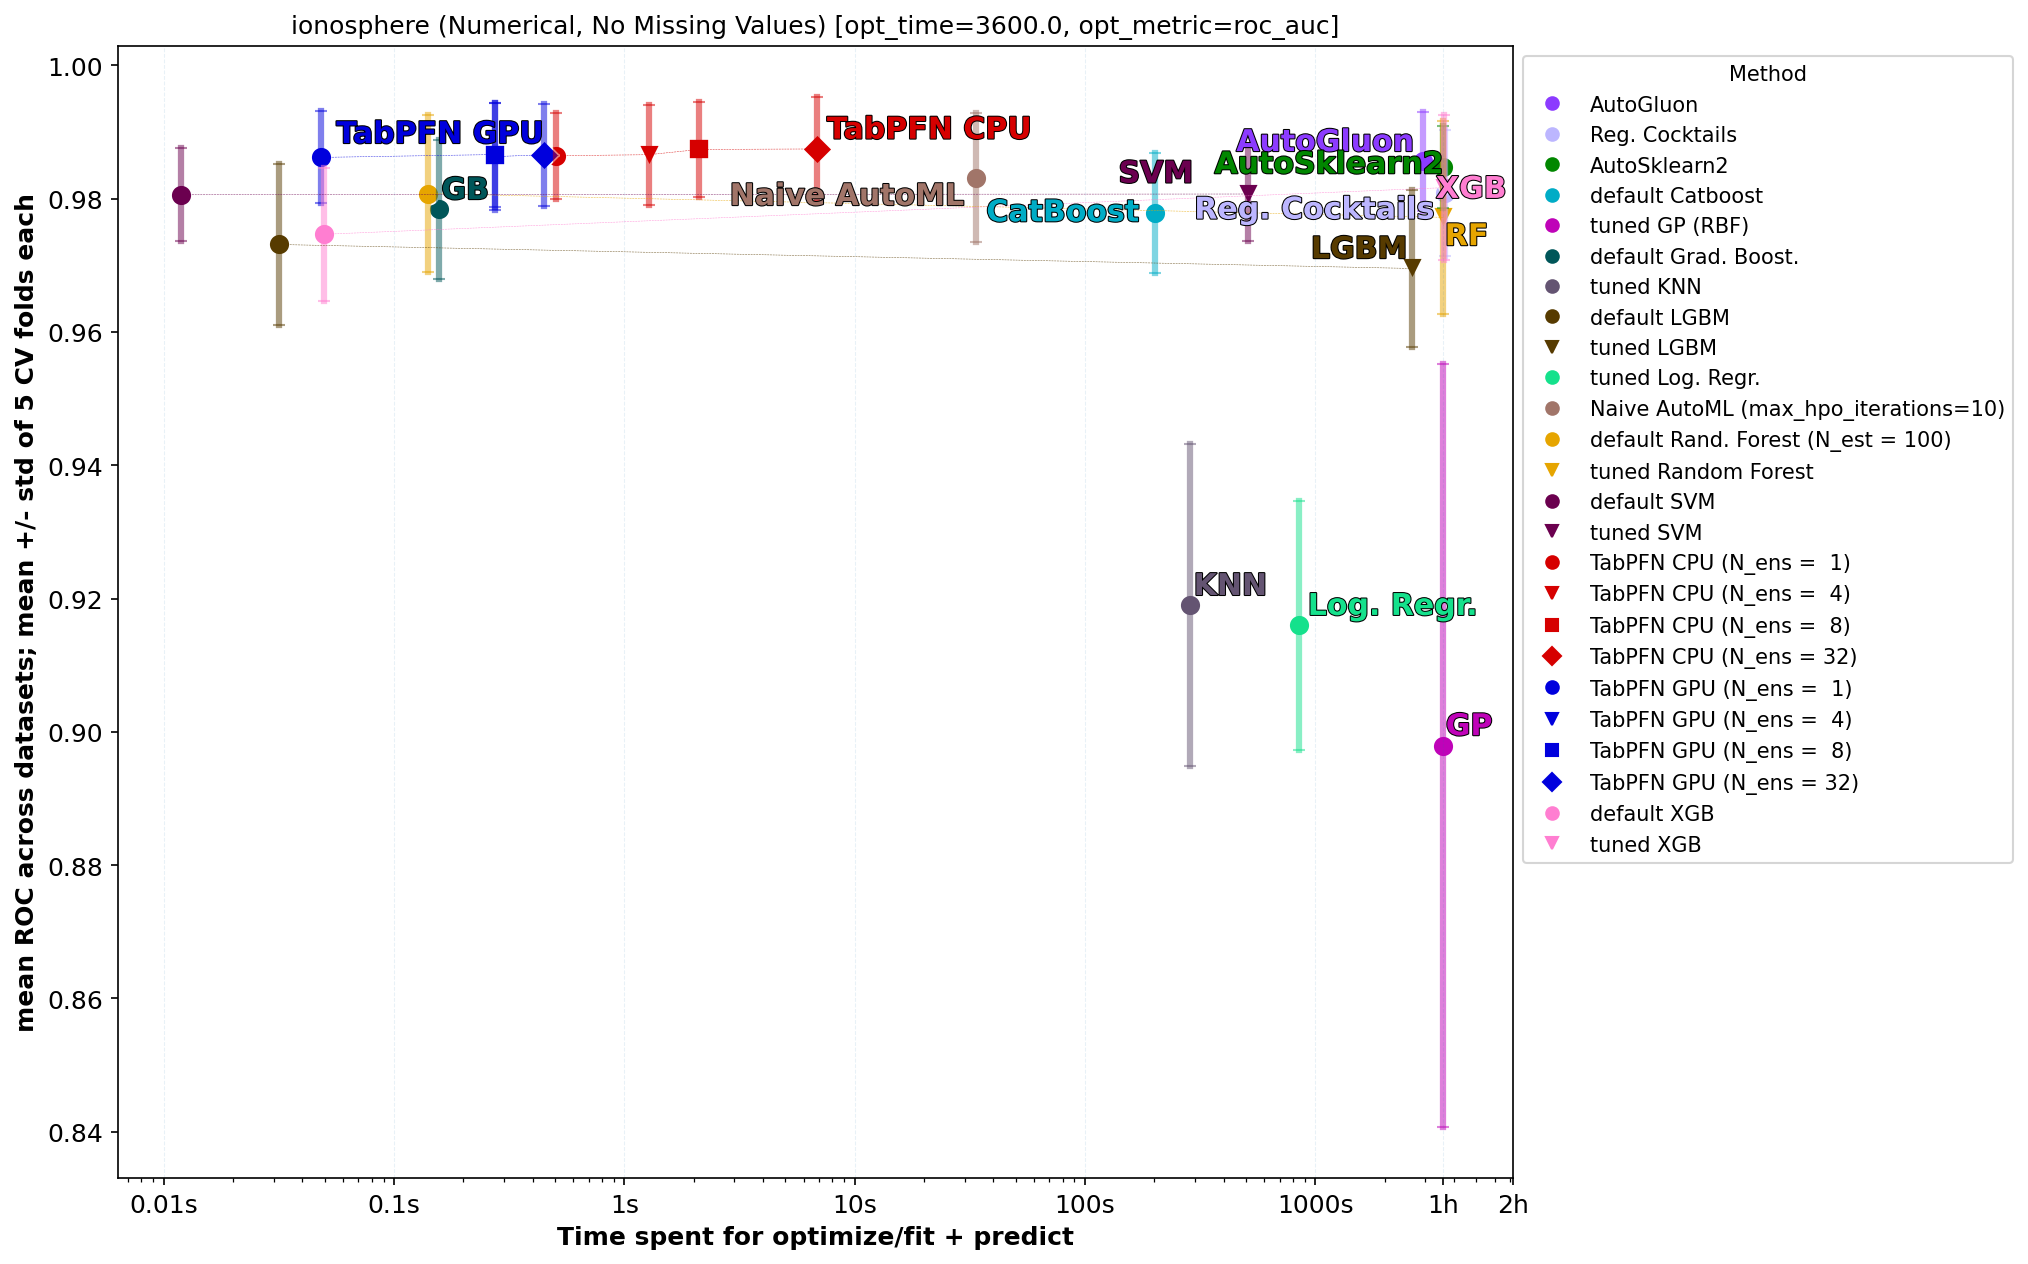 ionosphere (Numerical, No Missing Values) [opt_time=3600.0, opt_metric=roc_auc]
mean ROC across datasets; mean +/- std of 5 CV folds each
1.00
0.98
0.96
0.94
0.92
0.90
0.88
0.86
0.84
TabPFN GPU
TabPFN CPU
AutoGluon
AutoSklearn2
SVM
XGB
GB
Naive AutoML
CatBoost
Reg. Cocktails
RF
LGBM
KNN
Log. Regr.
GP
0.01s
0.1s
1s
10s
100s
1000s
1h
2h
Time spent for optimize/fit + predict
Method
AutoGluon
Reg. Cocktails
AutoSklearn2
default Catboost
tuned GP (RBF)
default Grad. Boost.
tuned KNN
default LGBM
tuned LGBM
tuned Log. Regr.
Naive AutoML (max_hpo_iterations=10)
default Rand. Forest (N_est = 100)
tuned Random Forest
default SVM
tuned SVM
TabPFN CPU (N_ens =  1)
TabPFN CPU (N_ens =  4)
TabPFN CPU (N_ens =  8)
TabPFN CPU (N_ens = 32)
TabPFN GPU (N_ens =  1)
TabPFN GPU (N_ens =  4)
TabPFN GPU (N_ens =  8)
TabPFN GPU (N_ens = 32)
default XGB
tuned XGB